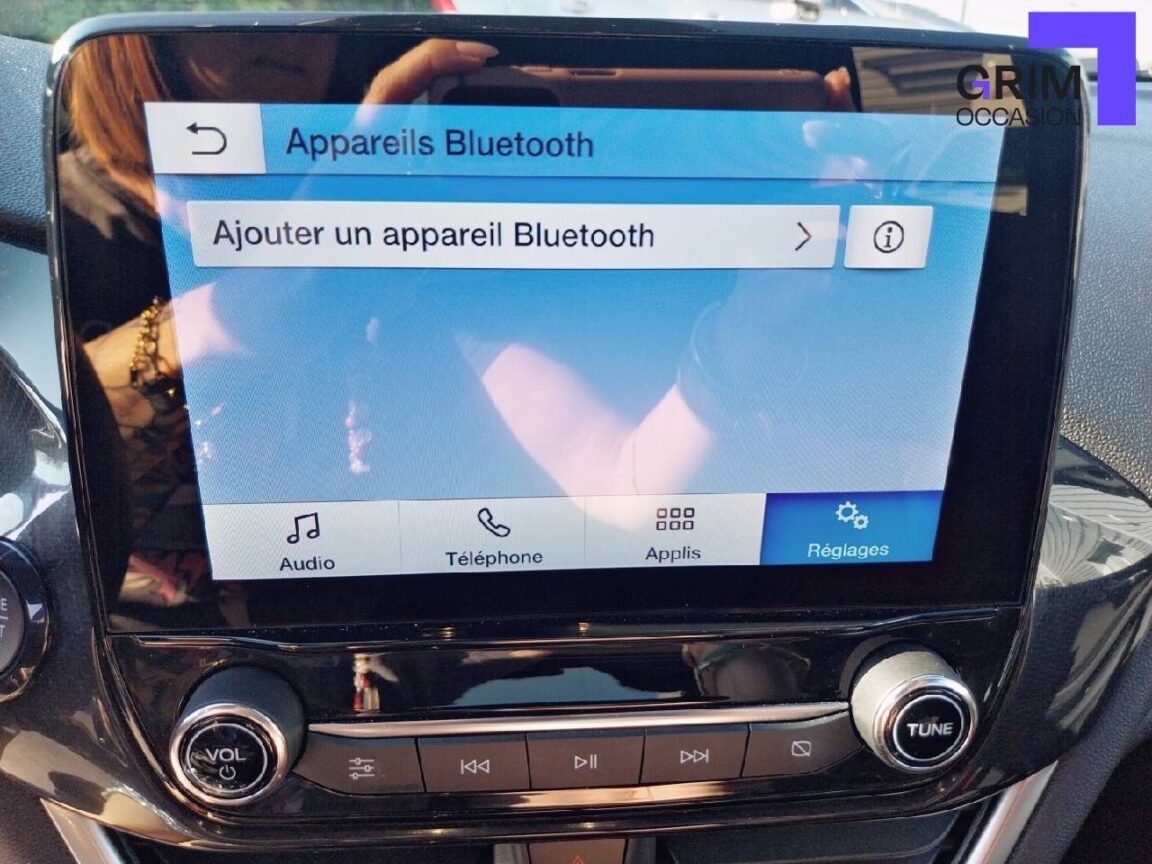 GRIM
OCCASION
Appareils Bluetooth
Ajouter un appareil Bluetooth
Audio
Téléphone
Applis
Réglages
VOL
TUNE